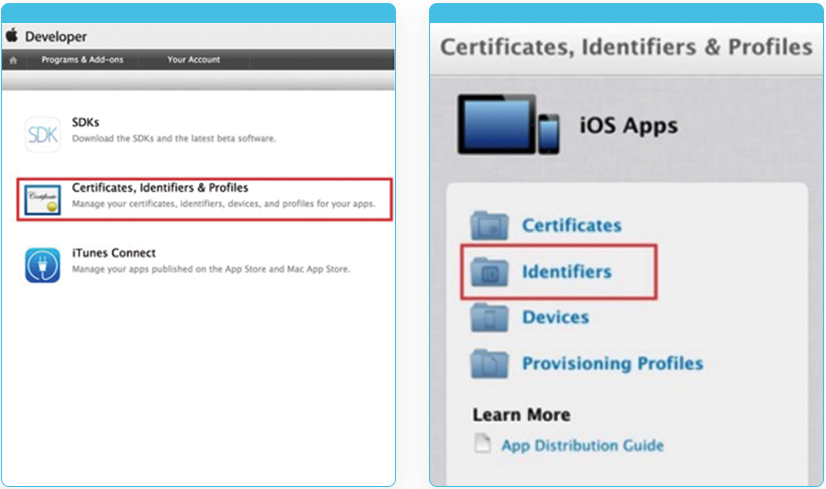 Developer
Programs & Add-ons Your Account
SDK
SDKs
Download the SDKs and the latest beta software.
Certificate
Certificates, Identifiers & Profiles
Manage your certificates, identifiers, devices, and profiles for your apps.
iTunes Connect
Manage your apps published on the App Store and Mac App Store.
Certificates, Identifiers & Profiles
iOS Apps
Certificates
Identifiers
Devices
Provisioning Profiles
Learn More
App Distribution Guide